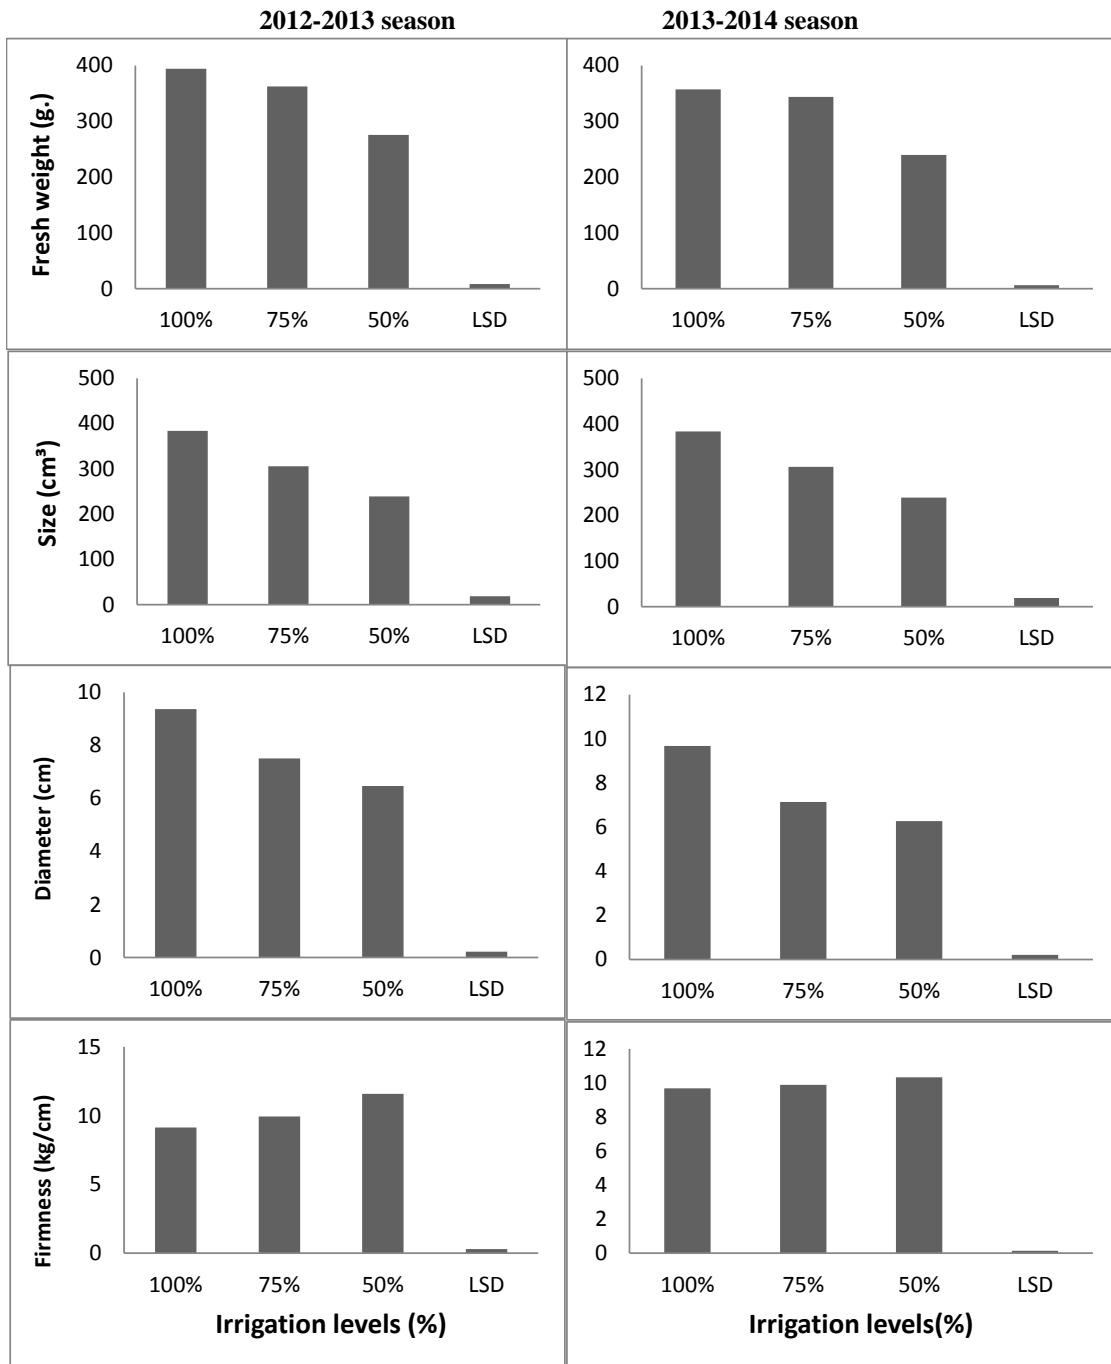 2012-2013 season
2013-2014 season
Fresh weight (g.)
400
300
200
100
0
100% 75% 50% LSD
400
300
200
100
0
100% 75% 50% LSD
Size (cm³)
500
400
300
200
100
0
100% 75% 50% LSD
500
400
300
200
100
0
100% 75% 50% LSD
Diameter (cm)
10
8
6
4
2
0
100% 75% 50% LSD
12
10
8
6
4
2
0
100% 75% 50% LSD
Firmness (kg/cm)
15
10
5
0
100% 75% 50% LSD
Irrigation levels (%)
12
10
8
6
4
2
0
100% 75% 50% LSD
Irrigation levels(%)